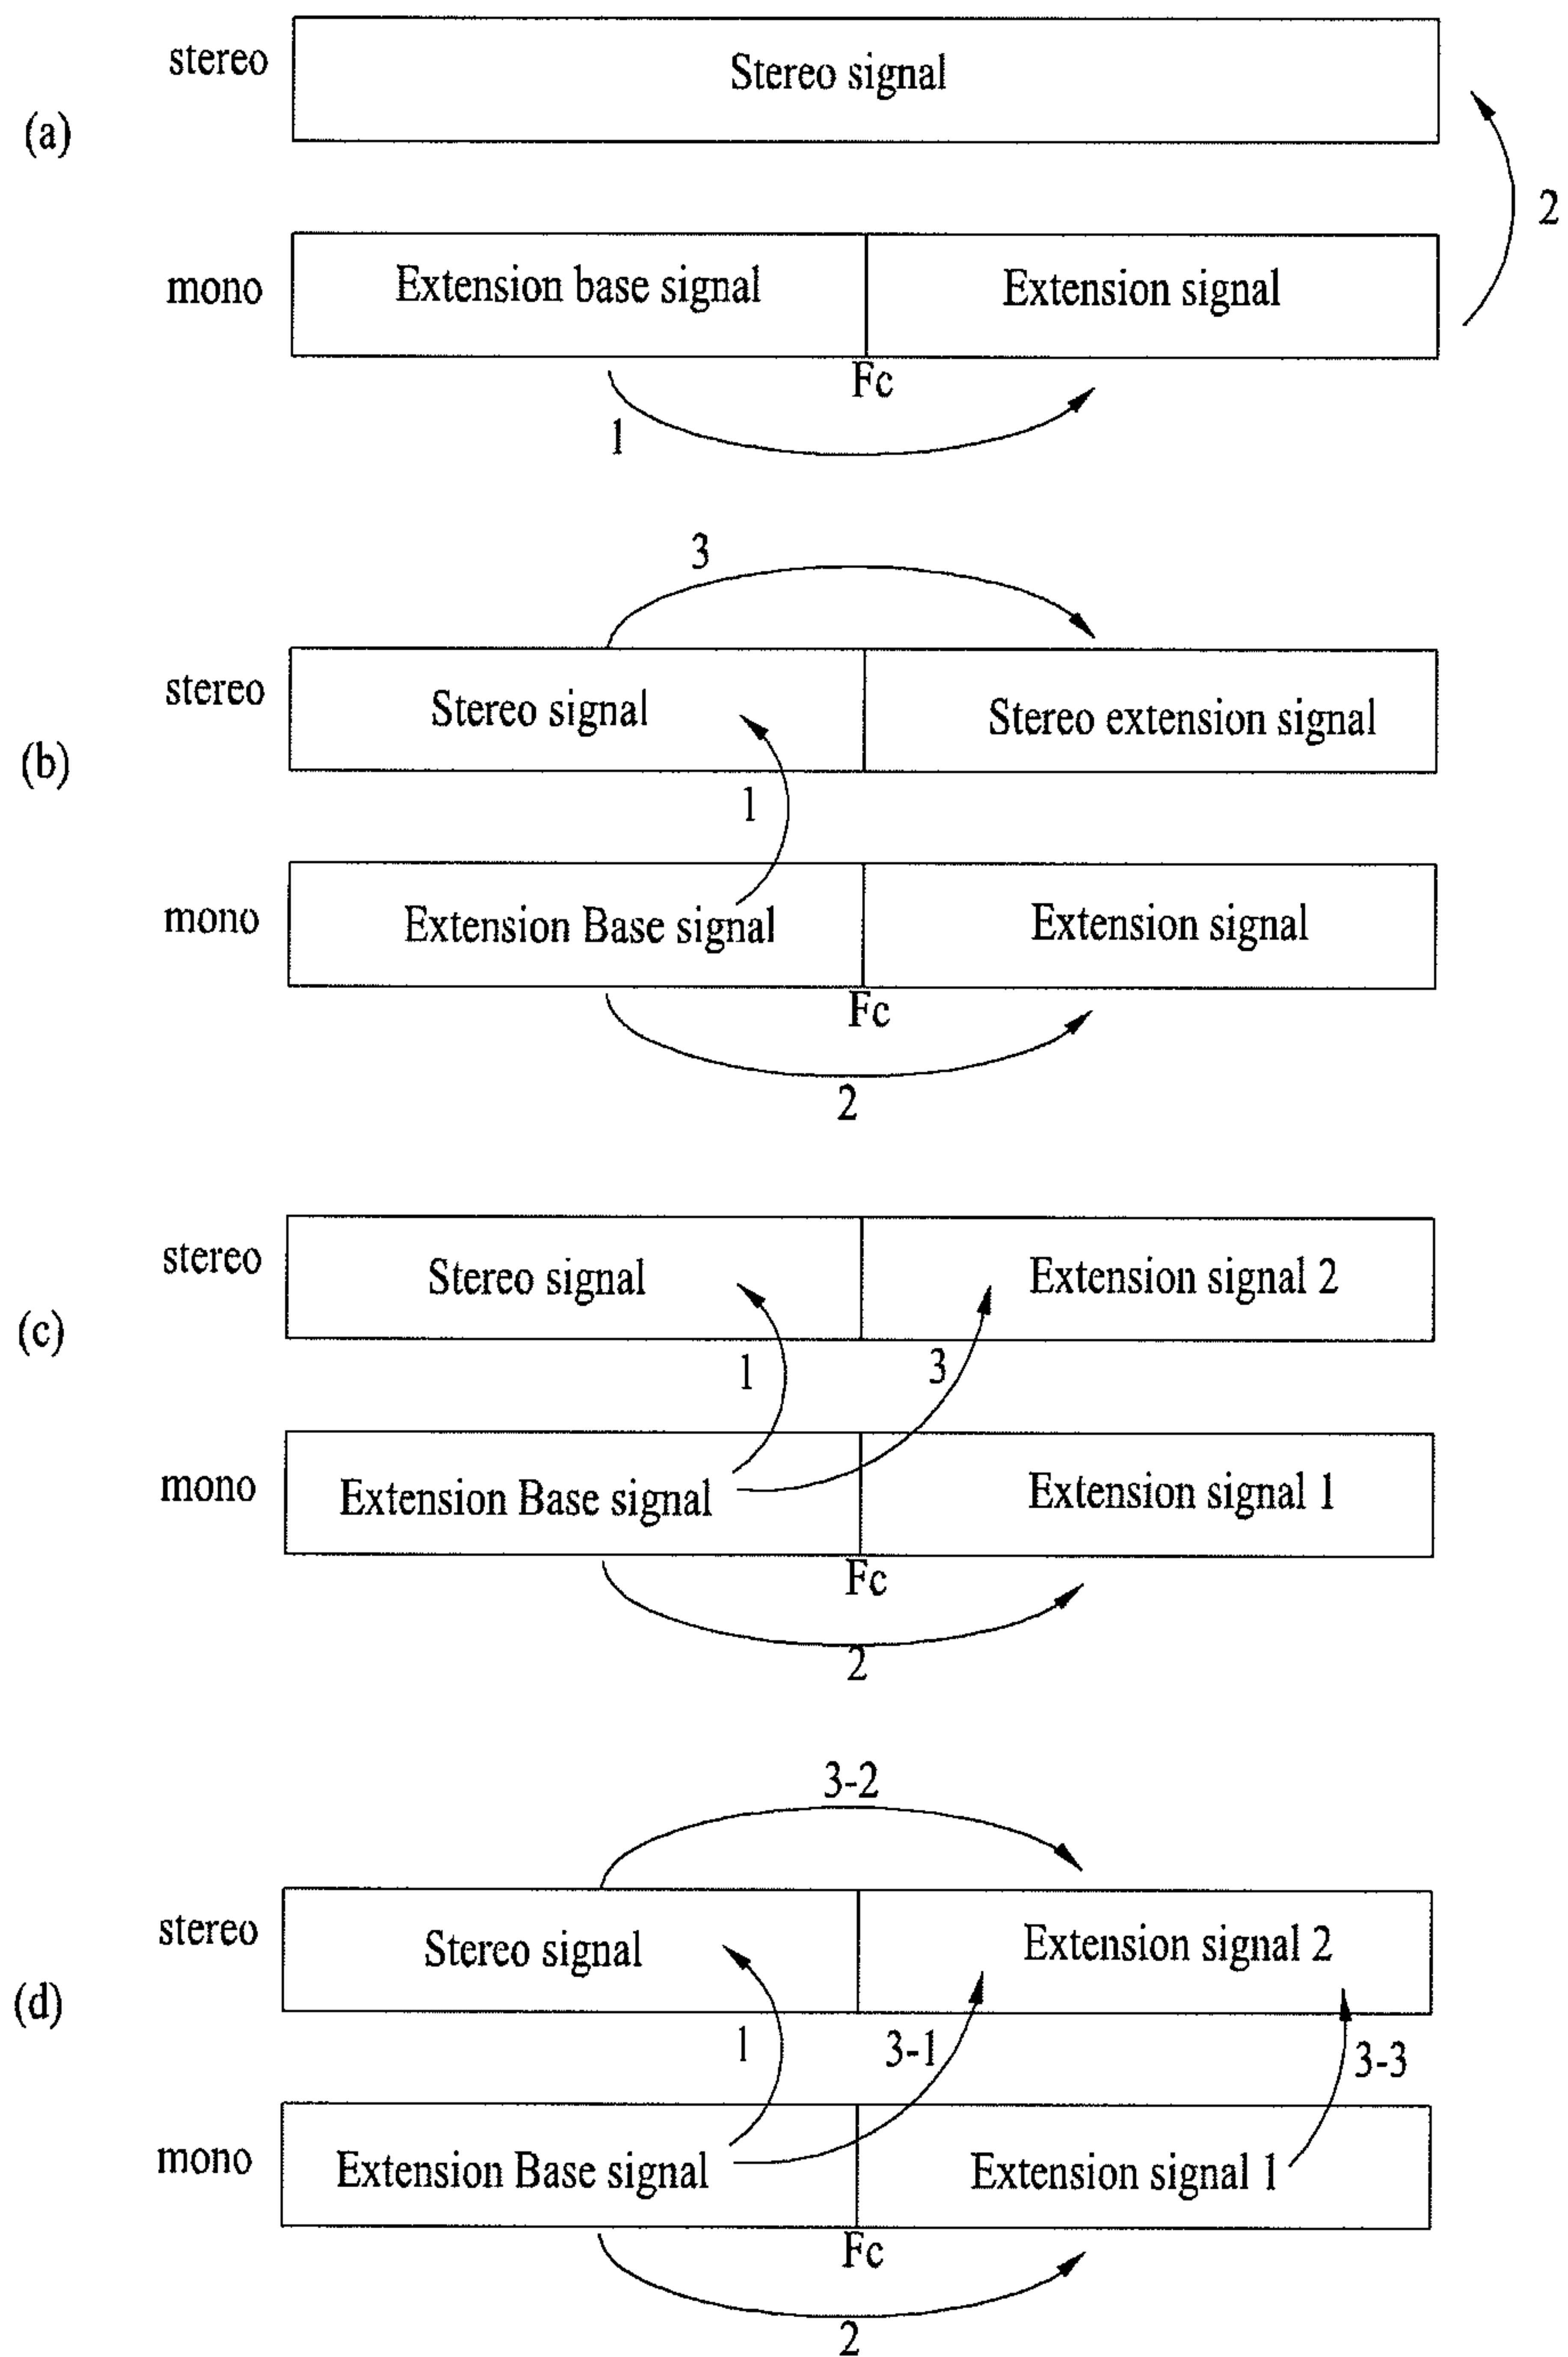 stereo
Stereo signal
(a)
2
mono
Extension base signal
Extension signal
Fc
1
3
stereo
Stereo signal
Stereo extension signal
(b)
1
mono
Extension Base signal
Extension signal
Fc
2
stereo
Stereo signal
Extension signal 2
(c)
1
3
mono
Extension Base signal
Extension signal 1
Fc
2
3-2
stereo
Stereo signal
Extension signal 2
(d)
1
3-1
3-3
mono
Extension Base signal
Extension signal 1
Fc
2